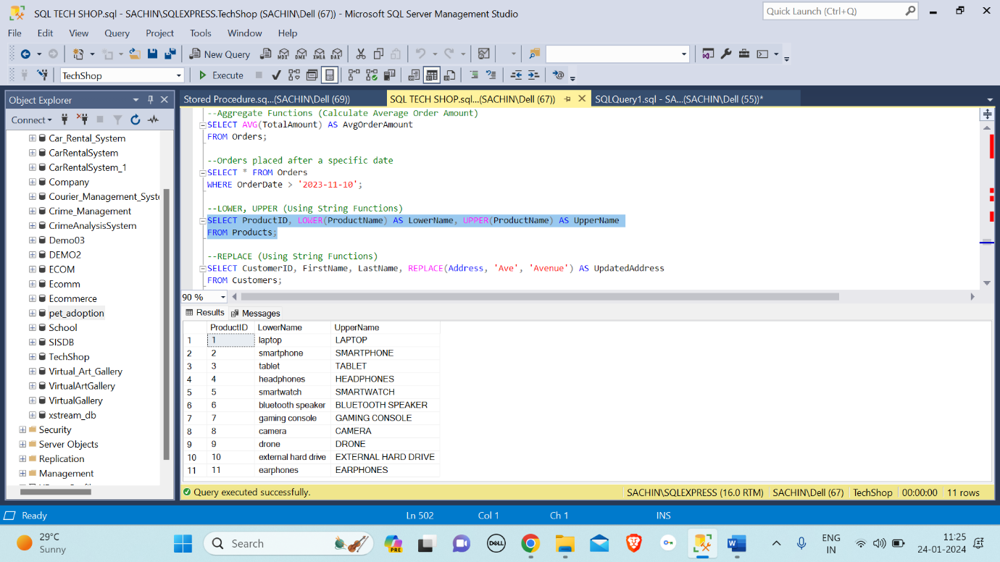 SQL TECH SHOP.sql - SACHIN\SQLEXPRESS.TechShop (SACHIN\Dell (67)) - Microsoft SQL Server Management Studio
Quick Launch (Ctrl+Q)
File Edit View Query Project Tools Window Help
New Query MDX DMX XMLA DAX
TechShop Execute
Object Explorer
Connect
Car_Rental_System
CarRentalSystem
CarRentalSystem_1
Company
Courier_Management_Syste
Crime_Management
CrimeAnalysisSystem
Demo03
DEMO2
ECOM
Ecomm
Ecommerce
pet_adoption
School
SISDB
TechShop
Virtual_Art_Gallery
VirtualArtGallery
VirtualGallery
xstream_db
Security
Server Objects
Replication
Management
Stored Procedure.sq...(SACHIN\Dell (69)) SQL TECH SHOP.sql...(SACHIN\Dell (67)) SQLQuery1.sql - SA...(SACHIN\Dell (55))*
--Aggregate Functions (Calculate Average Order Amount)
SELECT AVG(TotalAmount) AS AvgOrderAmount
FROM Orders;
--Orders placed after a specific date
SELECT * FROM Orders
WHERE OrderDate > '2023-11-10';
--LOWER, UPPER (Using String Functions)
SELECT ProductID, LOWER(ProductName) AS LowerName, UPPER(ProductName) AS UpperName
FROM Products;
--REPLACE (Using String Functions)
SELECT CustomerID, FirstName, LastName, REPLACE(Address, 'Ave', 'Avenue') AS UpdatedAddress
FROM Customers;
90 %
Results Messages
ProductID LowerName UpperName
1 1 laptop LAPTOP
2 2 smartphone SMARTPHONE
3 3 tablet TABLET
4 4 headphones HEADPHONES
5 5 smartwatch SMARTWATCH
6 6 bluetooth speaker BLUETOOTH SPEAKER
7 7 gaming console GAMING CONSOLE
8 8 camera CAMERA
9 9 drone DRONE
10 10 external hard drive EXTERNAL HARD DRIVE
11 11 earphones EARPHONES
Query executed successfully. SACHIN\SQLEXPRESS (16.0 RTM) SACHIN\Dell (67) TechShop 00:00:00 11 rows
Ready Ln 502 Col 1 Ch 1 INS
29°C
Sunny
Search
PRE
DELL
ENG
IN
11:25
24-01-2024